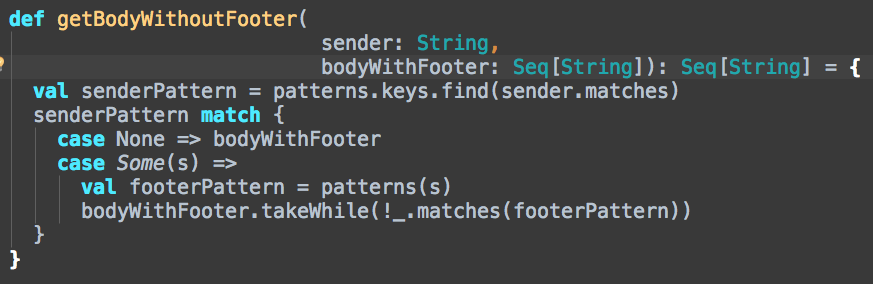 def getBodyWithoutFooter(
                          sender: String,
                          bodyWithFooter: Seq[String]): Seq[String] = {
  val senderPattern = patterns.keys.find(sender.matches)
  senderPattern match {
    case None => bodyWithFooter
    case Some(s) =>
      val footerPattern = patterns(s)
      bodyWithFooter.takeWhile(!_.matches(footerPattern))
  }
}